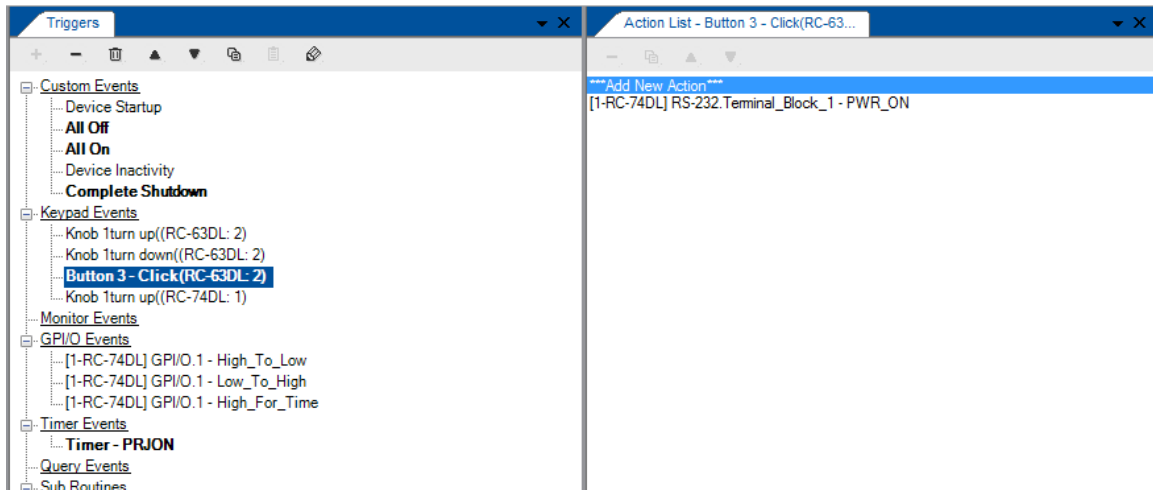 Triggers
Custom Events
Device Startup
All Off
All On
Device Inactivity
Complete Shutdown
Keypad Events
Knob 1turn up((RC-63DL: 2)
Knob 1turn down((RC-63DL: 2)
Button 3 - Click(RC-63DL: 2)
Knob 1turn up((RC-74DL: 1)
Monitor Events
GPI/O Events
[1-RC-74DL] GPI/O.1 - High_To_Low
[1-RC-74DL] GPI/O.1 - Low_To_High
[1-RC-74DL] GPI/O.1 - High_For_Time
Timer Events
Timer - PRJON
Query Events
Sub Routines
Action List - Button 3 - Click(RC-63...
***Add New Action***
[1-RC-74DL] RS-232.Terminal_Block_1 - PWR_ON